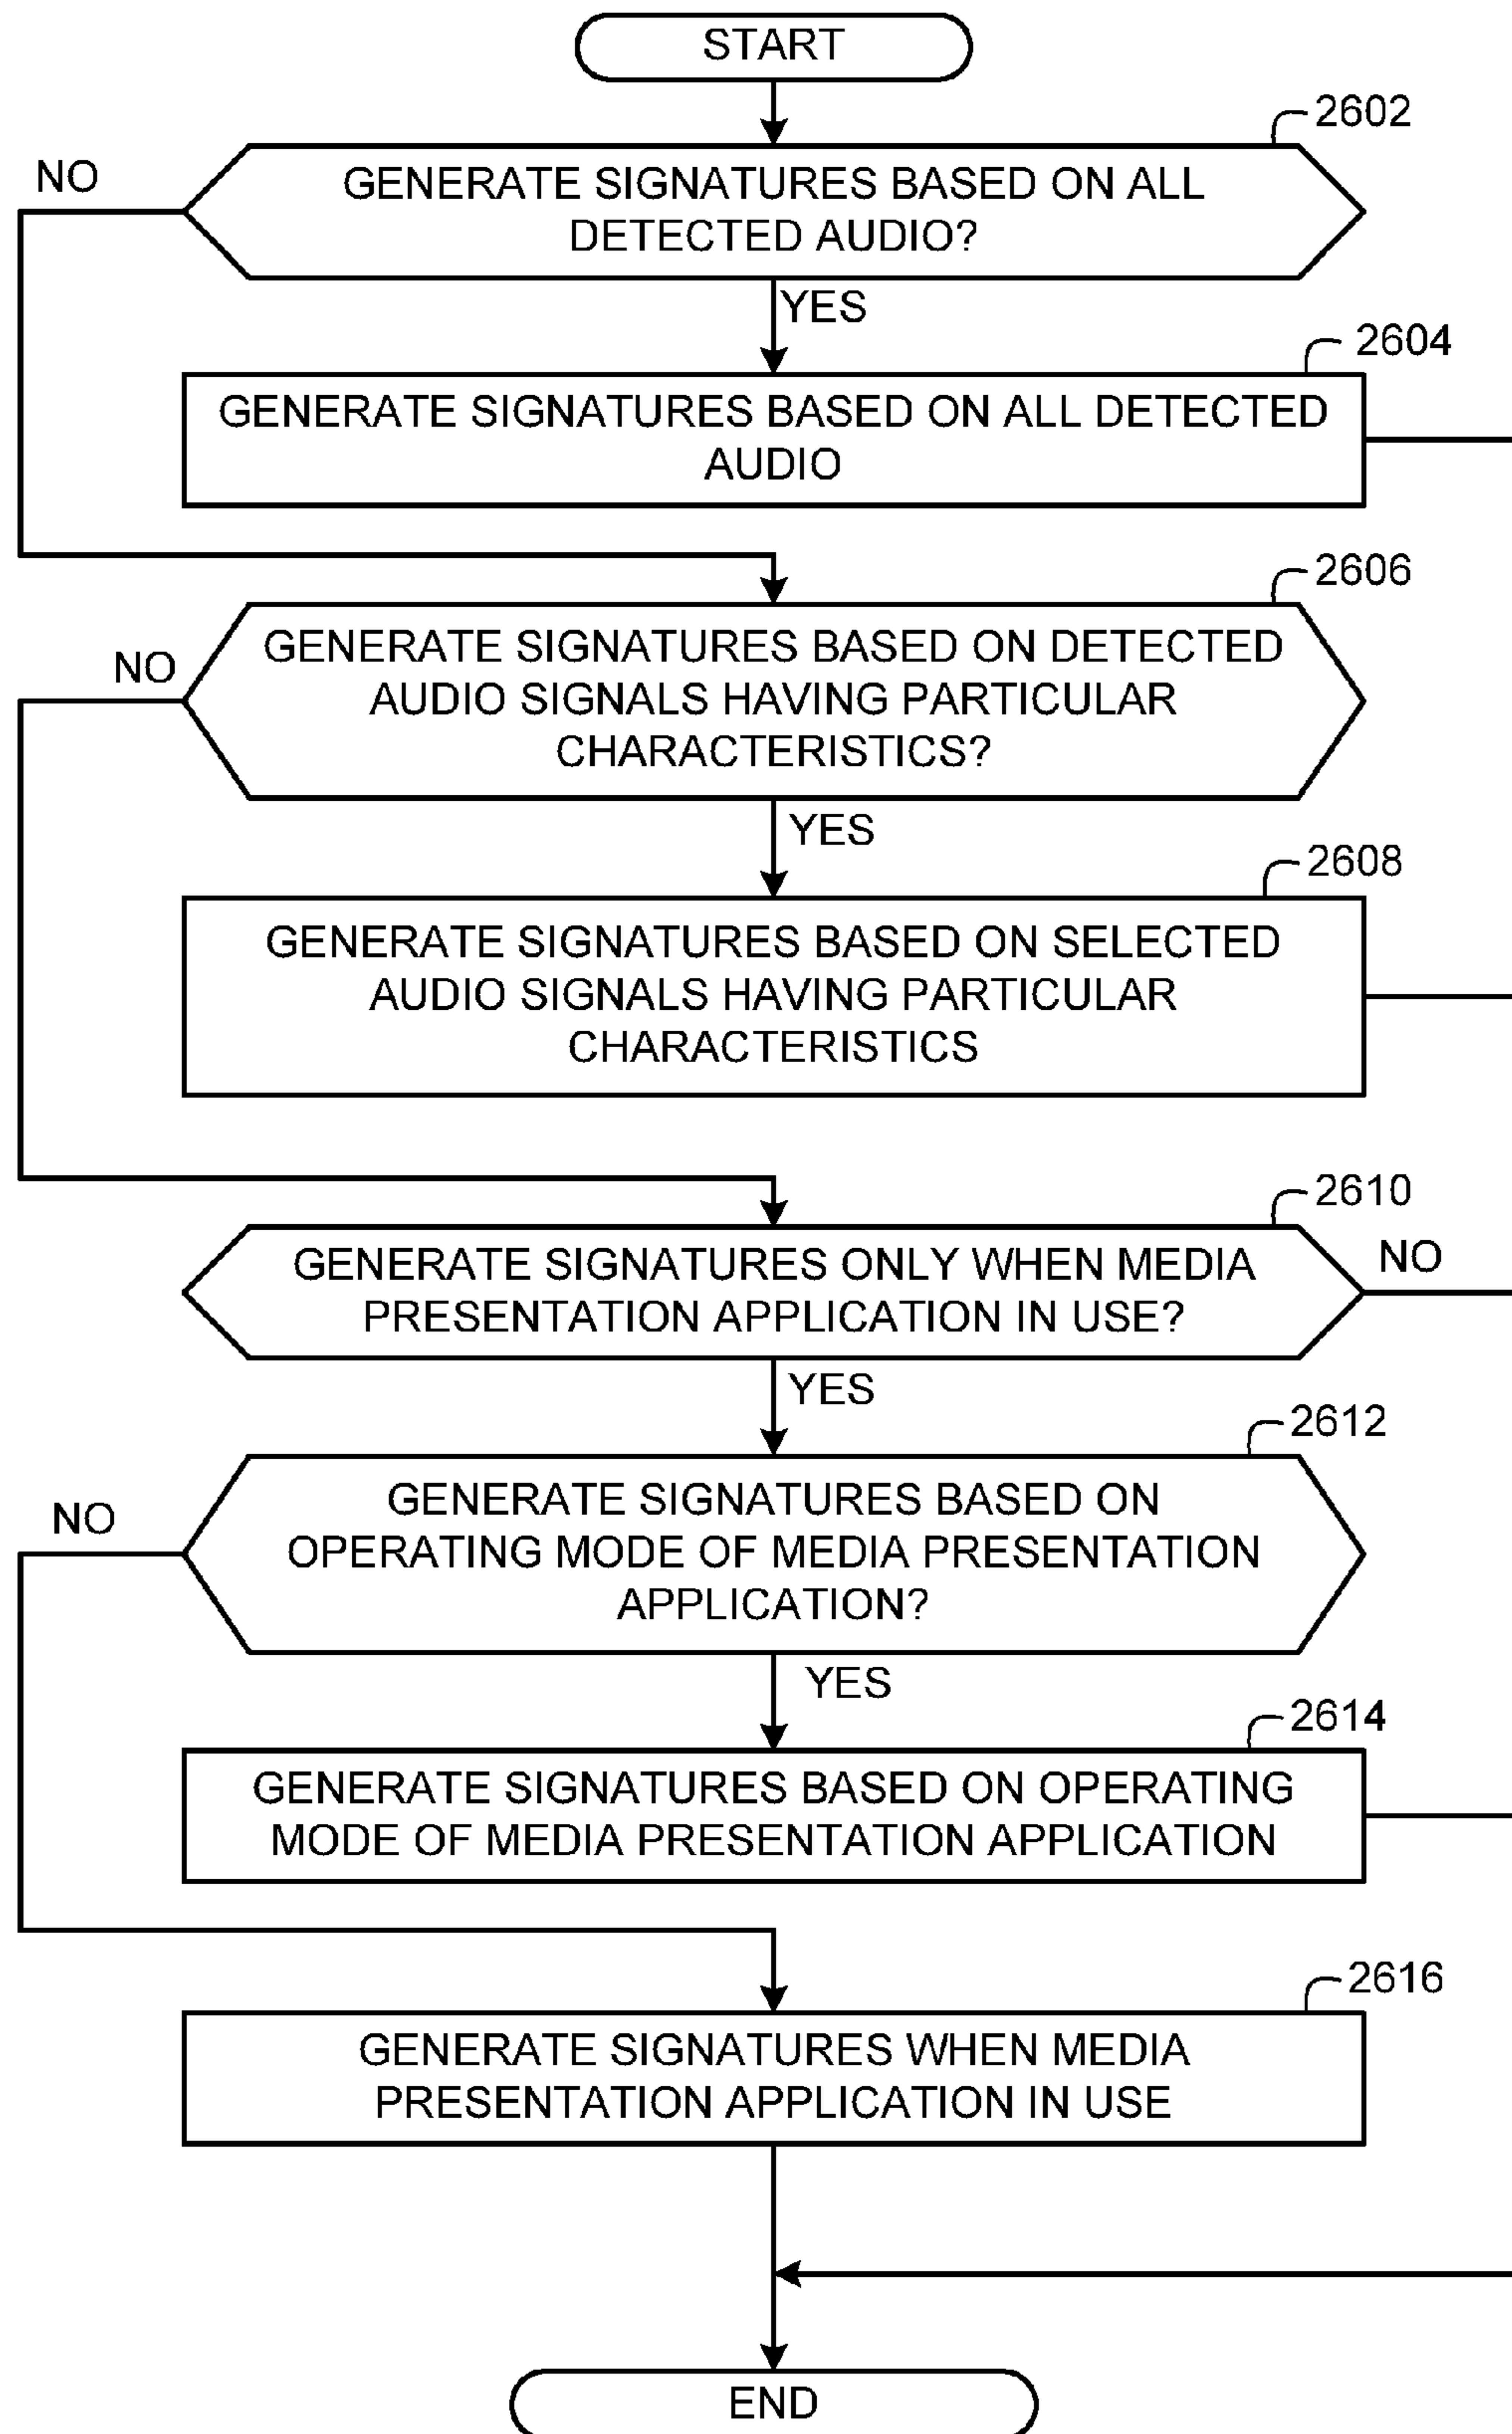 START
2602
NO
GENERATE SIGNATURES BASED ON ALL
DETECTED AUDIO?
YES
2604
GENERATE SIGNATURES BASED ON ALL DETECTED
AUDIO
2606
NO
GENERATE SIGNATURES BASED ON DETECTED
AUDIO SIGNALS HAVING PARTICULAR
CHARACTERISTICS?
YES
2608
GENERATE SIGNATURES BASED ON SELECTED
AUDIO SIGNALS HAVING PARTICULAR
CHARACTERISTICS
2610
GENERATE SIGNATURES ONLY WHEN MEDIA
PRESENTATION APPLICATION IN USE?
NO
YES
2612
NO
GENERATE SIGNATURES BASED ON
OPERATING MODE OF MEDIA PRESENTATION
APPLICATION?
YES
2614
GENERATE SIGNATURES BASED ON OPERATING
MODE OF MEDIA PRESENTATION APPLICATION
2616
GENERATE SIGNATURES WHEN MEDIA
PRESENTATION APPLICATION IN USE
END